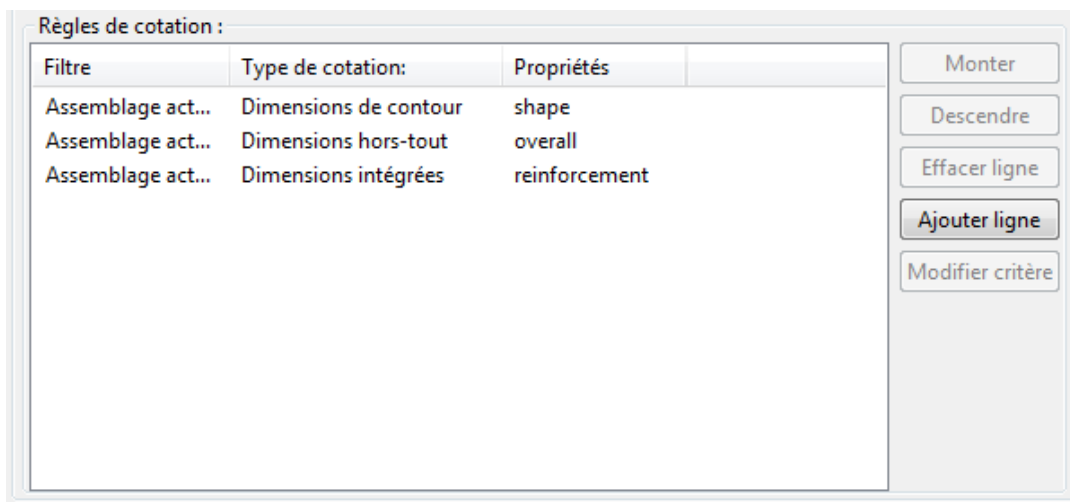 Règles de cotation :
Filtre Type de cotation: Propriétés
Assemblage act... Dimensions de contour shape
Assemblage act... Dimensions hors-tout overall
Assemblage act... Dimensions intégrées reinforcement
Monter
Descendre
Effacer ligne
Ajouter ligne
Modifier critère